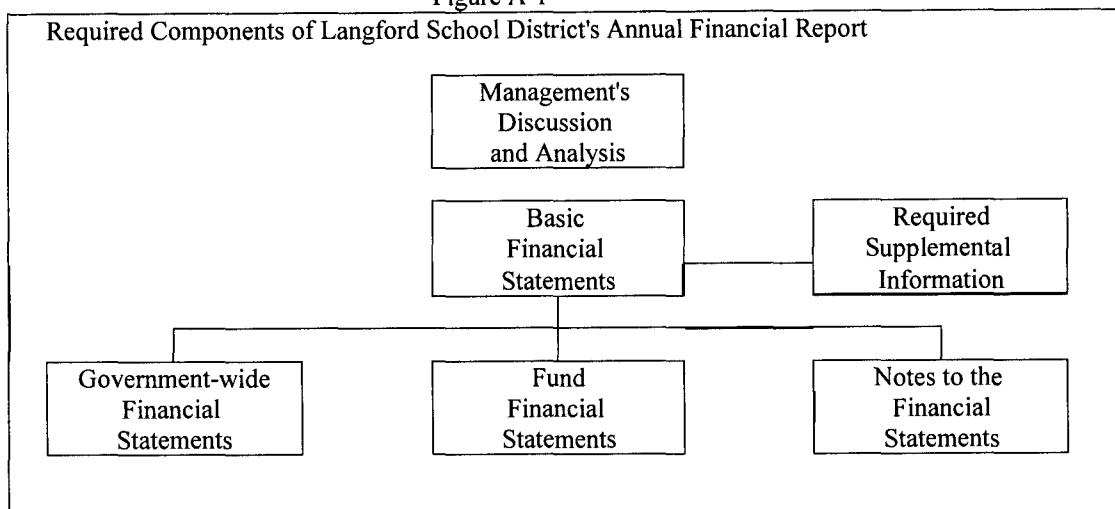 Required Components of Langford School District's Annual Financial Report
Management's
Discussion
and Analysis
Basic
Financial
Statements
Required
Supplemental
Information
Government-wide
Financial
Statements
Fund
Financial
Statements
Notes to the
Financial
Statements